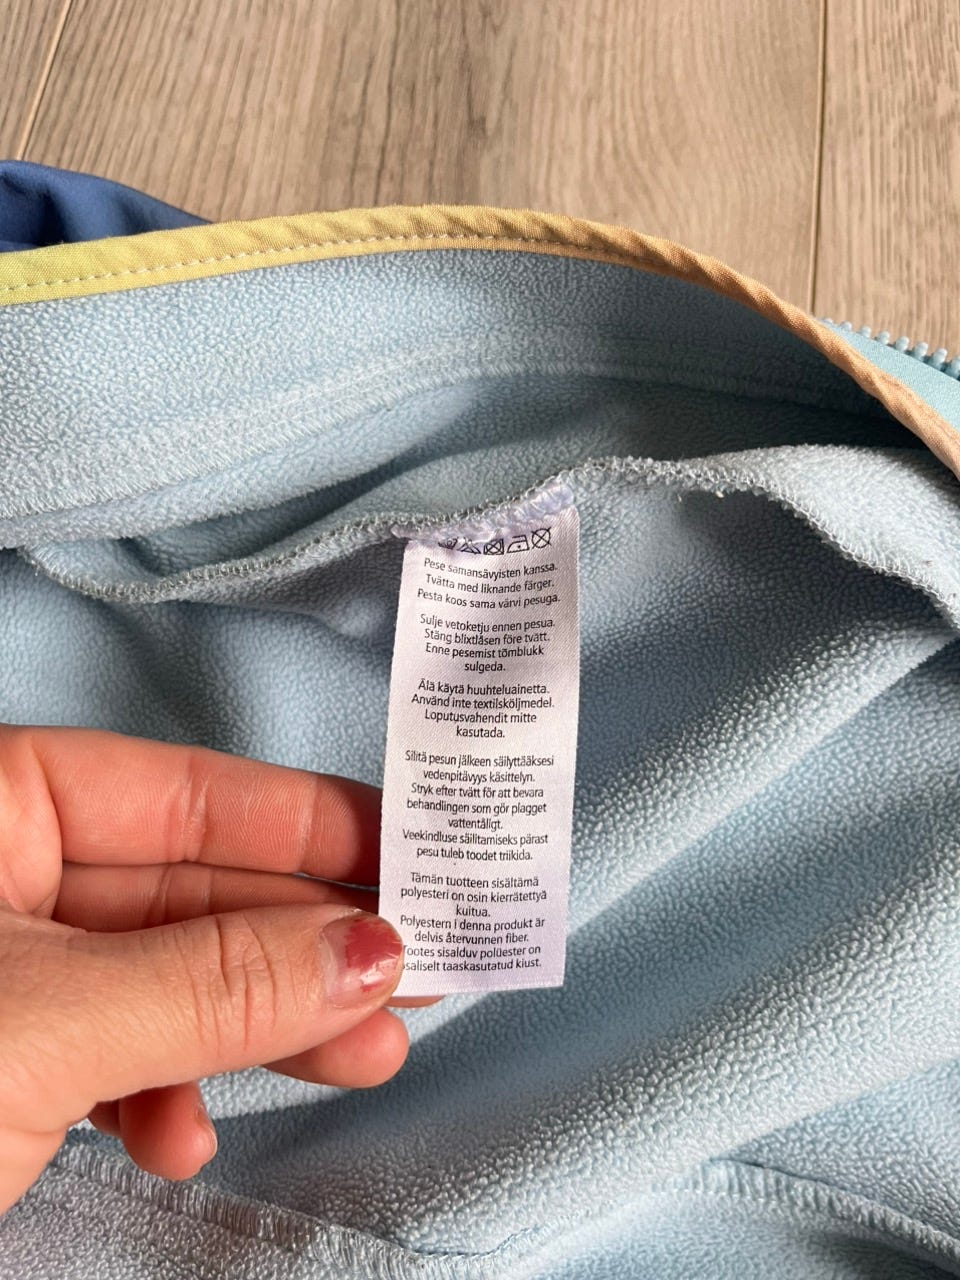 Pese samansävyisten kanssa.
Tvätta med liknande färger.
Pesta koos sama värvi pesuga.
Sulje vetoketju ennen pesua.
Stäng blixtlåsen före tvätt.
Enne pesemist tõmblukk
sulgeda.
Älä käytä huuhteluainetta.
Använd inte textilsköljmedel.
Loputusvahendit mitte
kasutada.
Silitä pesun jälkeen säilyttääksesi
vedenpitävyys käsittelyn.
Stryk efter tvätt för att bevara
behandlingen som gör plagget
vattentåligt.
Veekindluse säilitamiseks pärast
pesu tuleb toodet triikida.
Tämän tuotteen sisältämä
polyesteri on osin kierrätettyä
kuitua.
Polyestern i denna produkt är
delvis återvunnen fiber.
Tootes sisalduv polüester on
osaliselt taaskasutatud kiust.